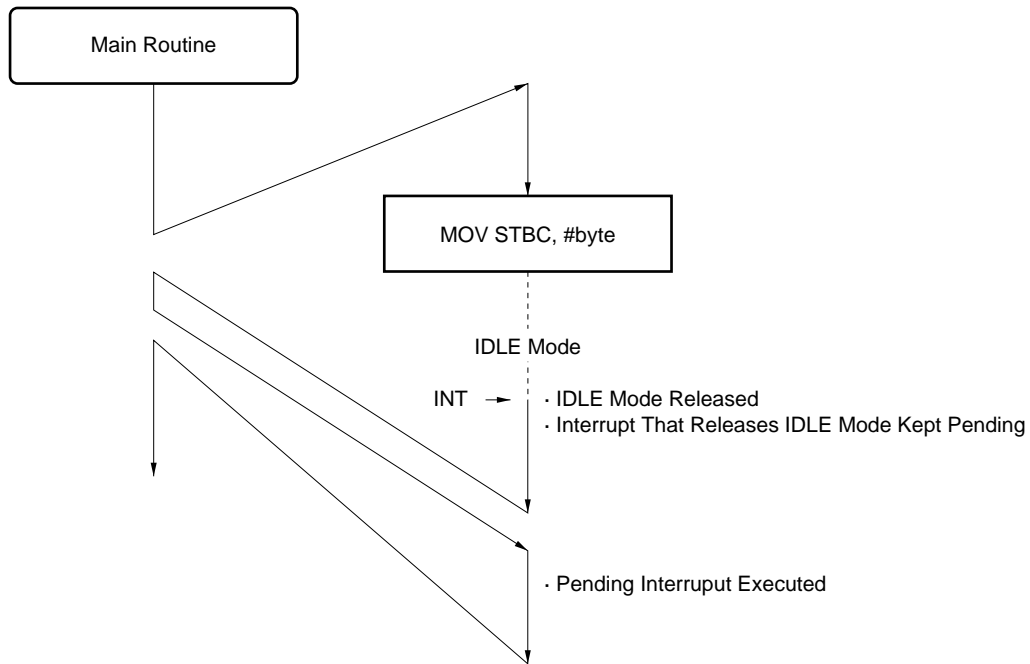 Main Routine
MOV STBC, #byte
IDLE Mode
INT
· IDLE Mode Released
· Interrupt That Releases IDLE Mode Kept Pending
· Pending Interruput Executed